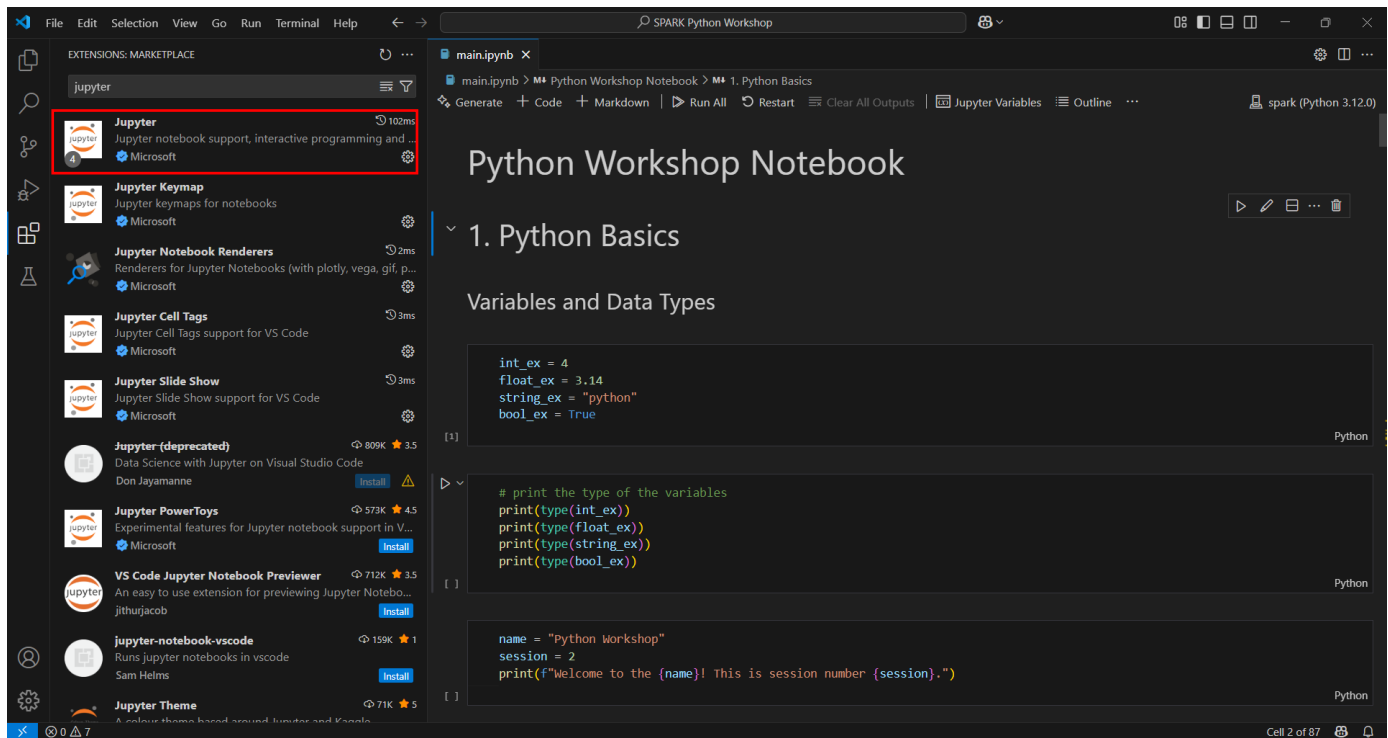 File Edit Selection View Go Run Terminal Help
SPARK Python Workshop
EXTENSIONS: MARKETPLACE
jupyter
Jupyter 102ms
Jupyter notebook support, interactive programming and ...
Microsoft
4
Jupyter Keymap
Jupyter keymaps for notebooks
Microsoft
Jupyter Notebook Renderers 2ms
Renderers for Jupyter Notebooks (with plotly, vega, gif, p...
Microsoft
Jupyter Cell Tags 3ms
Jupyter Cell Tags support for VS Code
Microsoft
Jupyter Slide Show 3ms
Jupyter Slide Show support for VS Code
Microsoft
Jupyter (deprecated) 809K 3.5
Data Science with Jupyter on Visual Studio Code
Don Jayamanne Install
Jupyter PowerToys 573K 4.5
Experimental features for Jupyter notebook support in V...
Microsoft Install
VS Code Jupyter Notebook Previewer 712K 3.5
An easy to use extension for previewing Jupyter Notebo...
jithurjacob Install
jupyter-notebook-vscode 159K 1
Runs jupyter notebooks in vscode
Sam Helms Install
Jupyter Theme 71K 5
A colour theme based around Jupyter and Kaggle
main.ipynb
main.ipynb > M↓ Python Workshop Notebook > M↓ 1. Python Basics
Generate + Code + Markdown | Run All Restart Clear All Outputs | Jupyter Variables Outline ... spark (Python 3.12.0)
Python Workshop Notebook
1. Python Basics
Variables and Data Types
int_ex = 4
float_ex = 3.14
string_ex = "python"
bool_ex = True
[1] Python
# print the type of the variables
print(type(int_ex))
print(type(float_ex))
print(type(string_ex))
print(type(bool_ex))
[ ] Python
name = "Python Workshop"
session = 2
print(f"Welcome to the {name}! This is session number {session}.")
[ ] Python
0 7 Cell 2 of 87